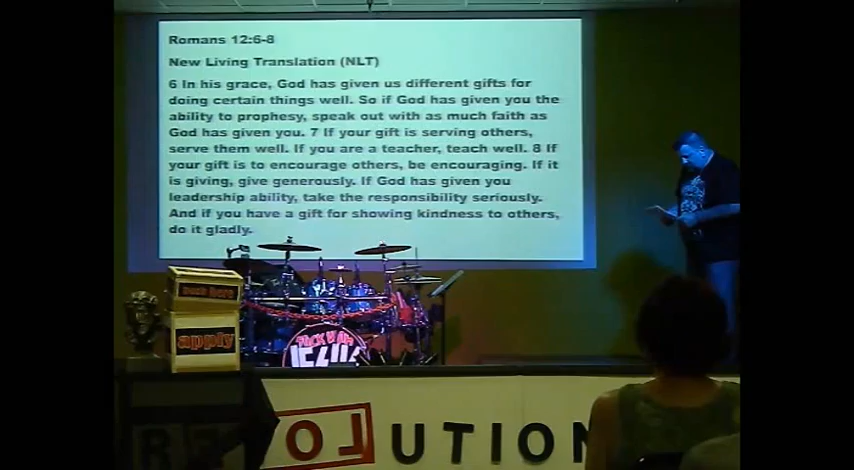 Romans 12:6-8
New Living Translation (NLT)
6 In his grace, God has given us different gifts for
doing certain things well. So if God has given you the
ability to prophesy, speak out with as much faith as
God has given you. 7 If your gift is serving others,
serve them well. If you are a teacher, teach well. 8 If
your gift is to encourage others, be encouraging. If it
is giving, give generously. If God has given you
leadership ability, take the responsibility seriously.
And if you have a gift for showing kindness to others,
do it gladly.
apply
JESUS
OLUTION